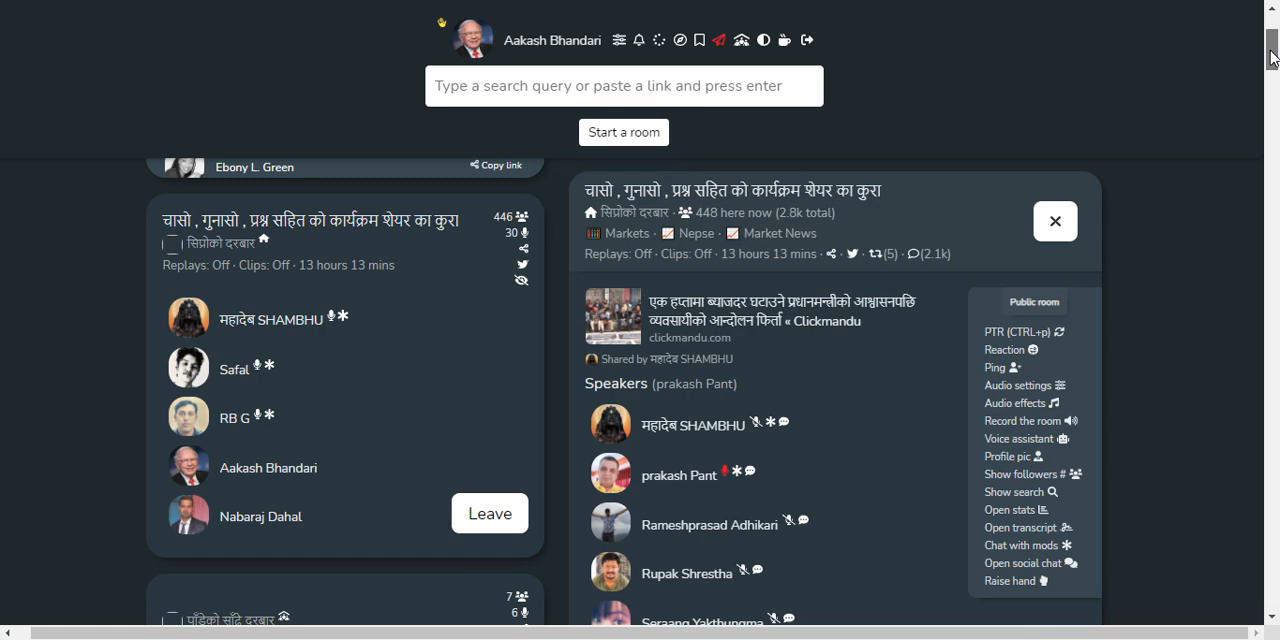 Aakash Bhandari
Type a search query or paste a link and press enter
Start a room
Ebony L. Green
Copy link
चासो , गुनासो , प्रश्न सहित को कार्यक्रम शेयर का कुरा
446
सिप्रोको दरबार
30
Replays: Off · Clips: Off · 13 hours 13 mins
महादेब SHAMBHU
Safal
RB G
Aakash Bhandari
Nabaraj Dahal
Leave
7
6
पाँडेको साँढे दरबार
चासो , गुनासो , प्रश्न सहित को कार्यक्रम शेयर का कुरा
सिप्रोको दरबार · 448 here now (2.8k total)
Markets · Nepse · Market News
Replays: Off · Clips: Off · 13 hours 13 mins · · · (5) · (2.1k)
एक हप्तामा ब्याजदर घटाउने प्रधानमन्त्रीको आश्वासनपछि
व्यवसायीको आन्दोलन फिर्ता « Clickmandu
clickmandu.com
Shared by महादेब SHAMBHU
Speakers (prakash Pant)
महादेब SHAMBHU
prakash Pant
Rameshprasad Adhikari
Rupak Shrestha
Seraang Yakthungma
Public room
PTR (CTRL+p)
Reaction
Ping
Audio settings
Audio effects
Record the room
Voice assistant
Profile pic
Show followers #
Show search
Open stats
Open transcript
Chat with mods
Open social chat
Raise hand